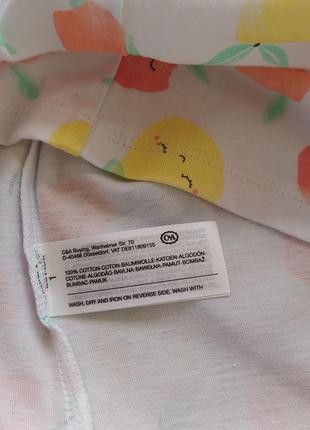 C&A Buying, Wanheimer Str. 70
D-40468 Düsseldorf, VAT DE811809155
C&A
1
100% COTTON-COTON-BAUMWOLLE-KATOEN-ALGODÓN-
COTONE-ALGODÃO-BAVLNA-BAWEŁNA-PAMUT-BOMBAŽ-
BUMBAC-PAMUK
WASH, DRY AND IRON ON REVERSE SIDE. WASH WITH